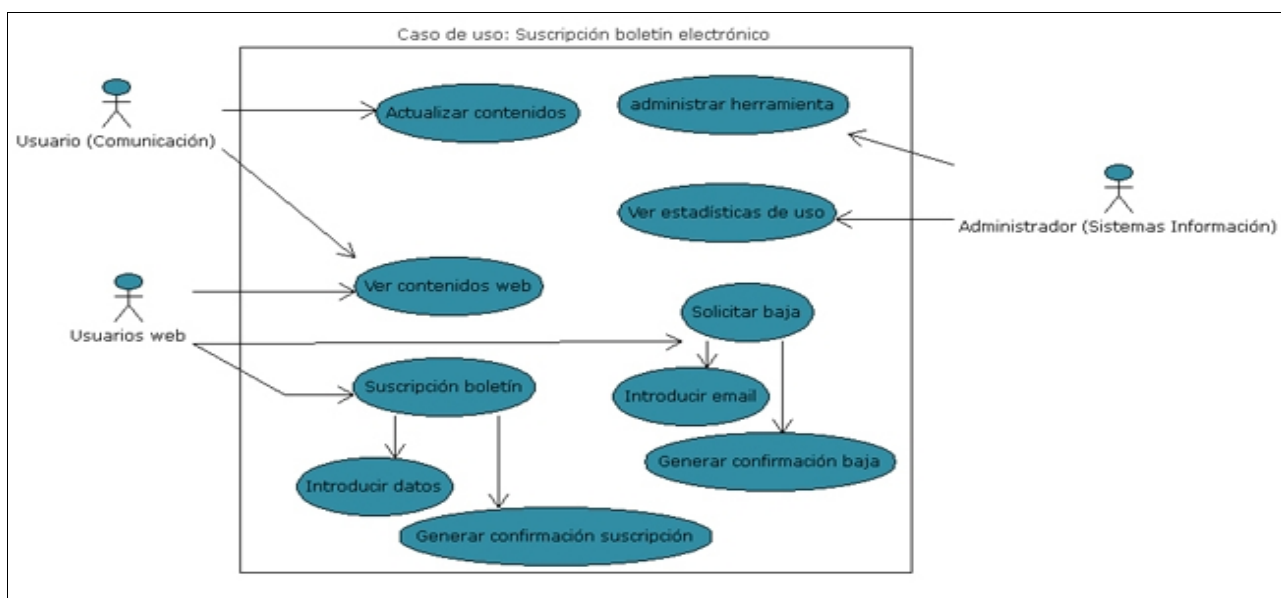 Caso de uso: Suscripción boletín electrónico
Actualizar contenidos
administrar herramienta
Usuario (Comunicación)
Ver estadísticas de uso
Administrador (Sistemas Información)
Ver contenidos web
Solicitar baja
Usuarios web
Suscripción boletín
Introducir email
Generar confirmación baja
Introducir datos
Generar confirmación suscripción